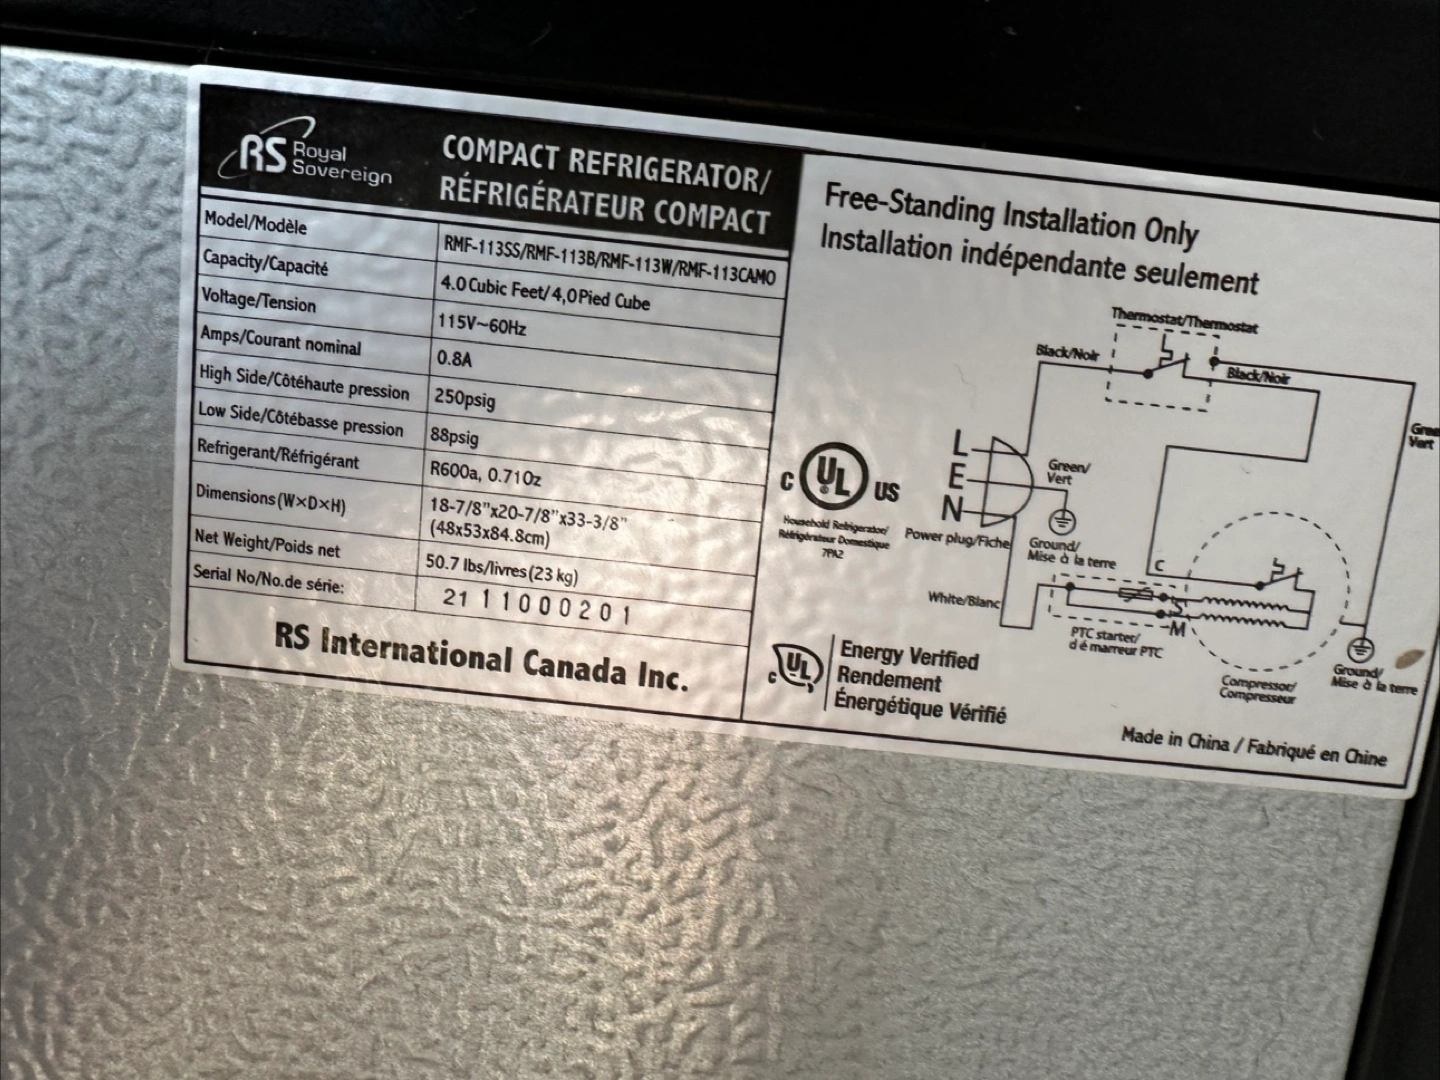 RS Royal Sovereign
COMPACT REFRIGERATOR/
RÉFRIGÉRATEUR COMPACT
Model/Modèle RMF-113SS/RMF-113B/RMF-113W/RMF-113CAMO
Capacity/Capacité 4.0 Cubic Feet/ 4,0 Pied Cube
Voltage/Tension 115V~60Hz
Amps/Courant nominal 0.8A
High Side/Côtéhaute pression 250psig
Low Side/Côtébasse pression 88psig
Refrigerant/Réfrigérant R600a, 0.71oz
Dimensions(W×D×H) 18-7/8"x20-7/8"x33-3/8"
(48x53x84.8cm)
Net Weight/Poids net 50.7 lbs/livres(23 kg)
Serial No/No.de série: 21 11000201
RS International Canada Inc.
Free-Standing Installation Only
Installation indépendante seulement
Thermostat/Thermostat
Black/Noir
Black/Noir
Vert
L
E
N
Green/
Vert
Power plug/Fiche
Ground/
Mise à la terre
White/Blanc
C
S
M
PTC starter/
d é marreur PTC
Compressor/
Compresseur
Ground/
Mise à la terre
C UL US
Household Refrigerator/
Réfrigérateur Domestique
7PA2
C UL
Energy Verified
Rendement
Énergétique Vérifié
Made in China / Fabriqué en Chine